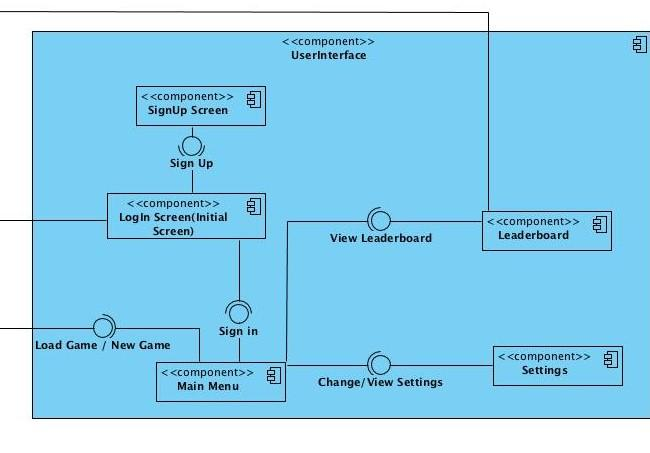 <<component>>
UserInterface
<<component>>
SignUp Screen
Sign Up
<<component>>
LogIn Screen(Initial
Screen)
View Leaderboard
<<component>>
Leaderboard
Sign in
Load Game / New Game
<<component>>
Main Menu
Change/View Settings
<<component>>
Settings